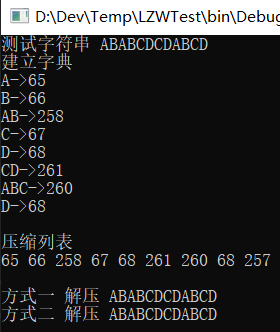 D:\Dev\Temp\LZWTest\bin\Debug
测试字符串 ABABCDCDABCD
建立字典
A->65
B->66
AB->258
C->67
D->68
CD->261
ABC->260
D->68
压缩列表
65 66 258 67 68 261 260 68 257
方式一 解压 ABABCDCDABCD
方式二 解压 ABABCDCDABCD